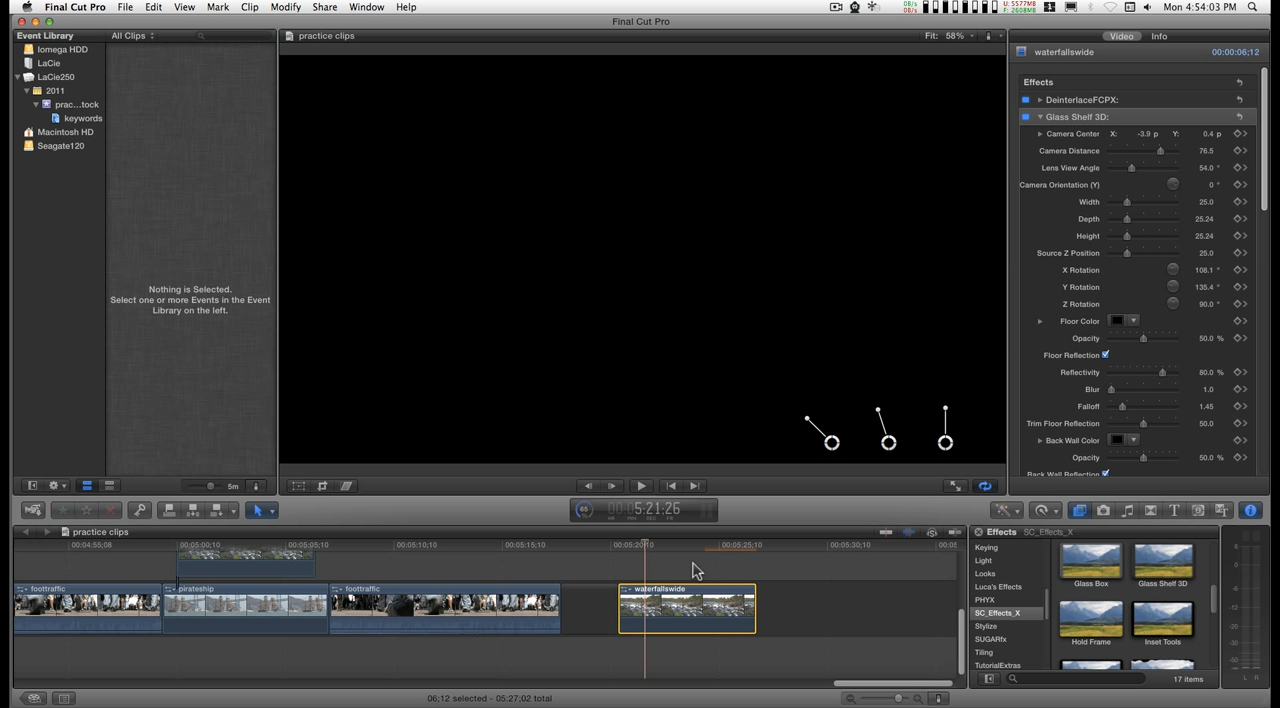 Final Cut Pro File Edit View Mark Clip Modify Share Window Help
Mon 4:54:03 PM
Final Cut Pro
Event Library
All Clips
practice clips
Fit: 58%
Video Info
Iomega HDD
LaCie
LaCie250
2011
prac...tock
keywords
Macintosh HD
Seagate120
Nothing is Selected.
Select one or more Events in the Event
Library on the left.
5m
waterfallswide 00:00:06;12
Effects
DeinterlaceFCPX:
Glass Shelf 3D:
Camera Center X: -3.9 p Y: 0.4 p
Camera Distance 76.5
Lens View Angle 54.0 °
Camera Orientation (Y) 0 °
Width 25.0
Depth 25.24
Height 25.24
Source Z Position 25.0
X Rotation 108.1 °
Y Rotation 135.4 °
Z Rotation 90.0 °
Floor Color
Opacity 50.0 %
Floor Reflection
Reflectivity 80.0 %
Blur 1.0
Falloff 1.45
Trim Floor Reflection 50.0
Back Wall Color
Opacity 50.0 %
Back Wall Reflection
5:21;26
practice clips
00:04:55;08 00:05:00;10 00:05:05;10 00:05:10;10 00:05:15;10 00:05:20;10 00:05:25;10 00:05:30;10
foottraffic
pirateship
foottraffic
waterfallswide
06:12 selected - 05:27;02 total
Effects SC_Effects_X
Keying
Light
Looks
Luca's Effects
PHYX
SC_Effects_X
Stylize
SUGARfx
Tiling
TutorialExtras
Glass Box
Glass Shelf 3D
Hold Frame
Inset Tools
17 items
L R